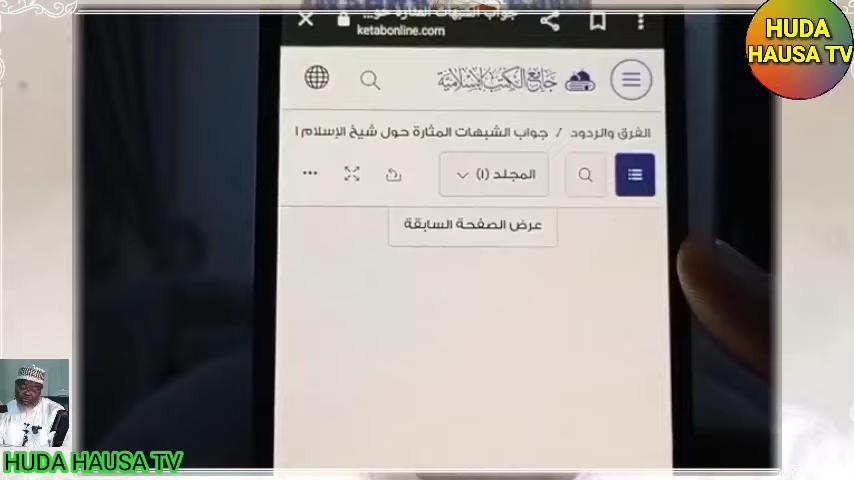 ketabonline.com
HUDA
HAUSA TV
جامع الكتب الإسلامية
الفرق والردود / جواب الشبهات المثارة حول شيخ الإسلام ا
المجلد (١)
عرض الصفحة السابقة
HUDA HAUSA TV